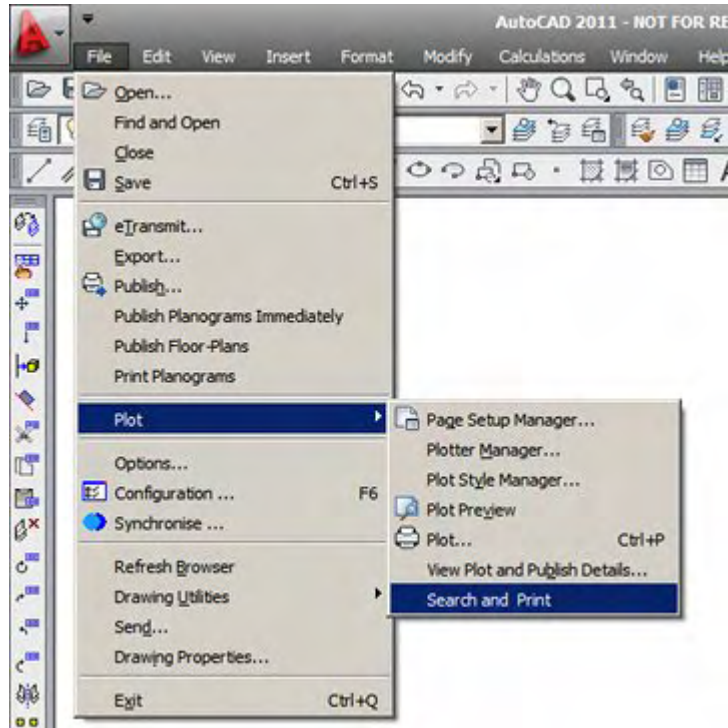 AutoCAD 2011 - NOT FOR RE
File Edit View Insert Format Modify Calculations Window Help
Open...
Find and Open
Close
Save Ctrl+S
eTransmit...
Export...
Publish...
Publish Planograms Immediately
Publish Floor-Plans
Print Planograms
Plot
Page Setup Manager...
Plotter Manager...
Plot Style Manager...
Plot Preview
Plot... Ctrl+P
View Plot and Publish Details...
Search and Print
Options...
Configuration ... F6
Synchronise ...
Refresh Browser
Drawing Utilities
Send...
Drawing Properties...
Exit Ctrl+Q